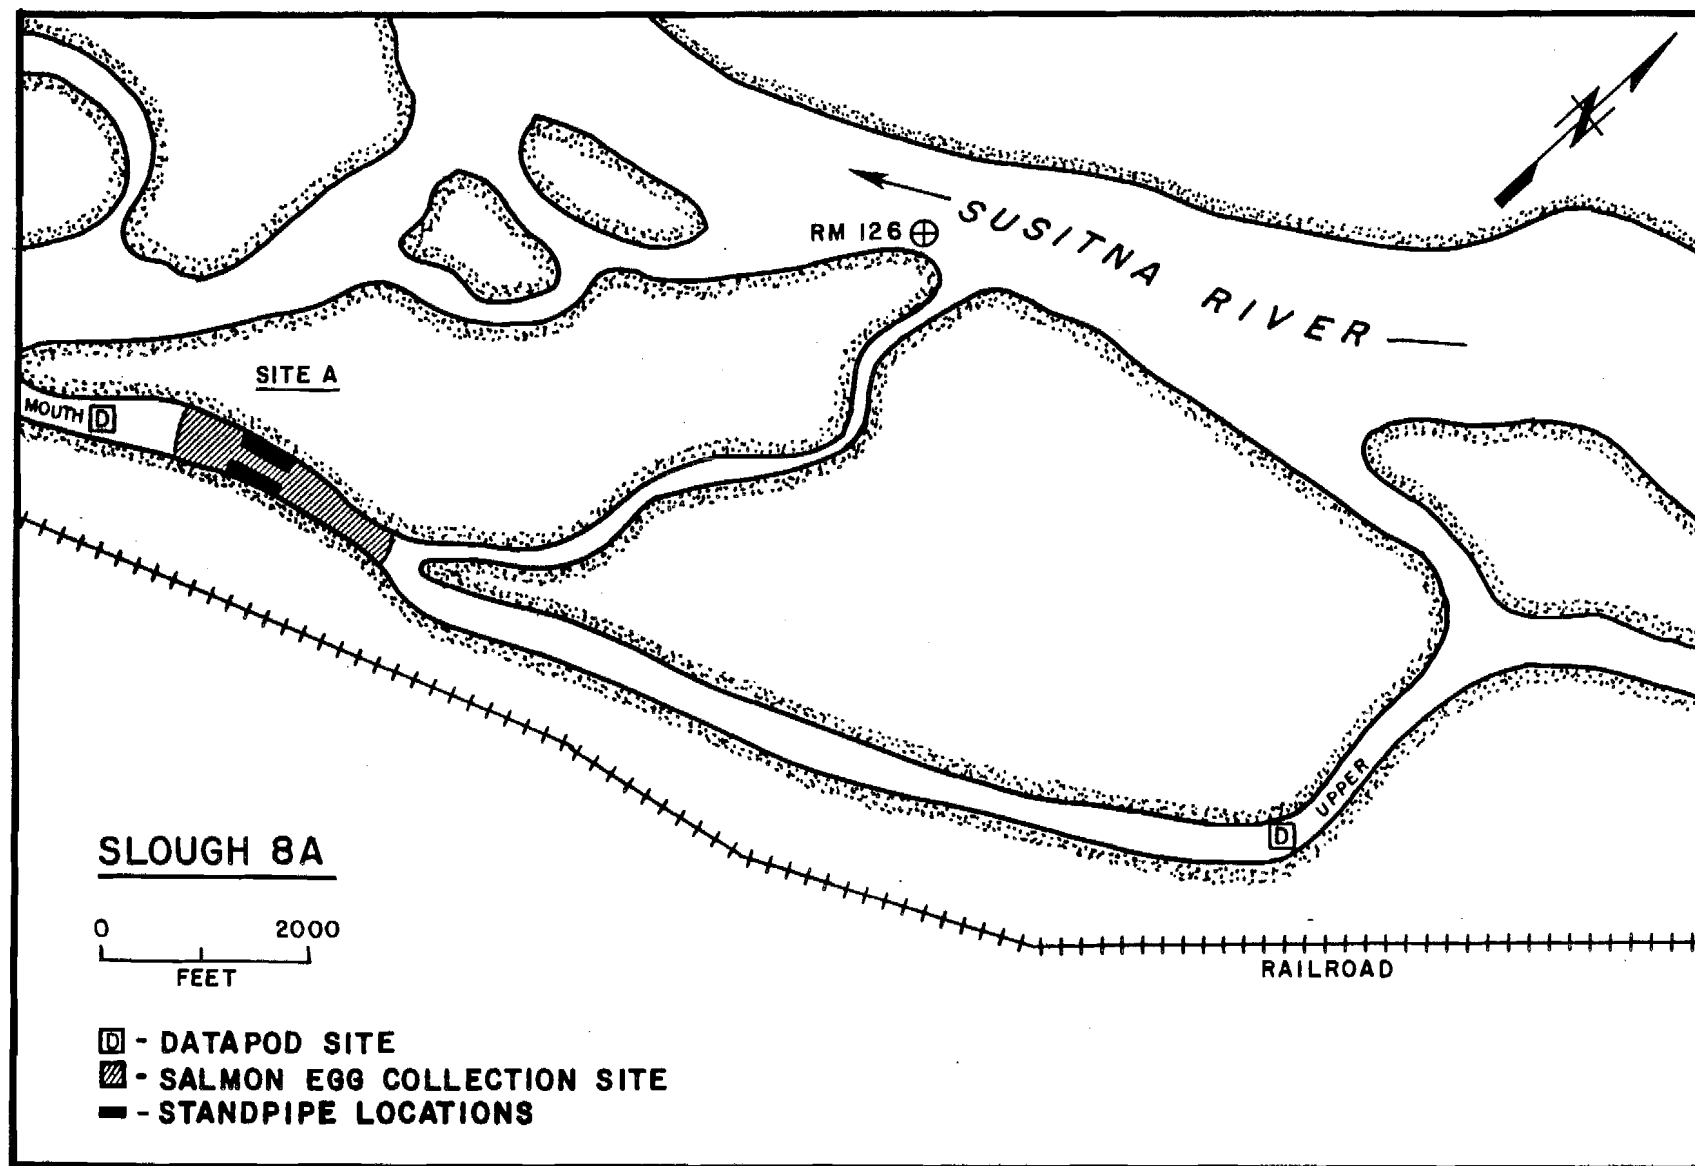 N
RM 126
SUSITNA RIVER
SITE A
MOUTH D
UPPER
D
SLOUGH 8A
0 2000
FEET
RAILROAD
D - DATAPOD SITE
- SALMON EGG COLLECTION SITE
- STANDPIPE LOCATIONS